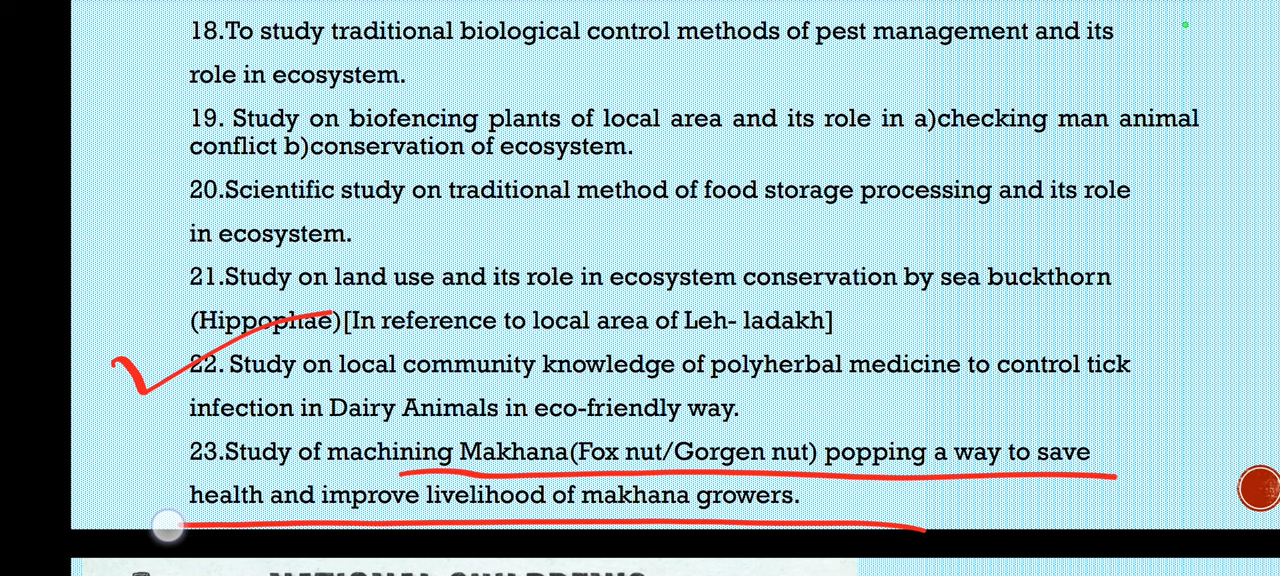 18.To study traditional biological control methods of pest management and its
role in ecosystem.
19. Study on biofencing plants of local area and its role in a)checking man animal
conflict b)conservation of ecosystem.
20.Scientific study on traditional method of food storage processing and its role
in ecosystem.
21.Study on land use and its role in ecosystem conservation by sea buckthorn
(Hippophae)[In reference to local area of Leh- ladakh]
22. Study on local community knowledge of polyherbal medicine to control tick
infection in Dairy Animals in eco-friendly way.
23.Study of machining Makhana(Fox nut/Gorgen nut) popping a way to save
health and improve livelihood of makhana growers.